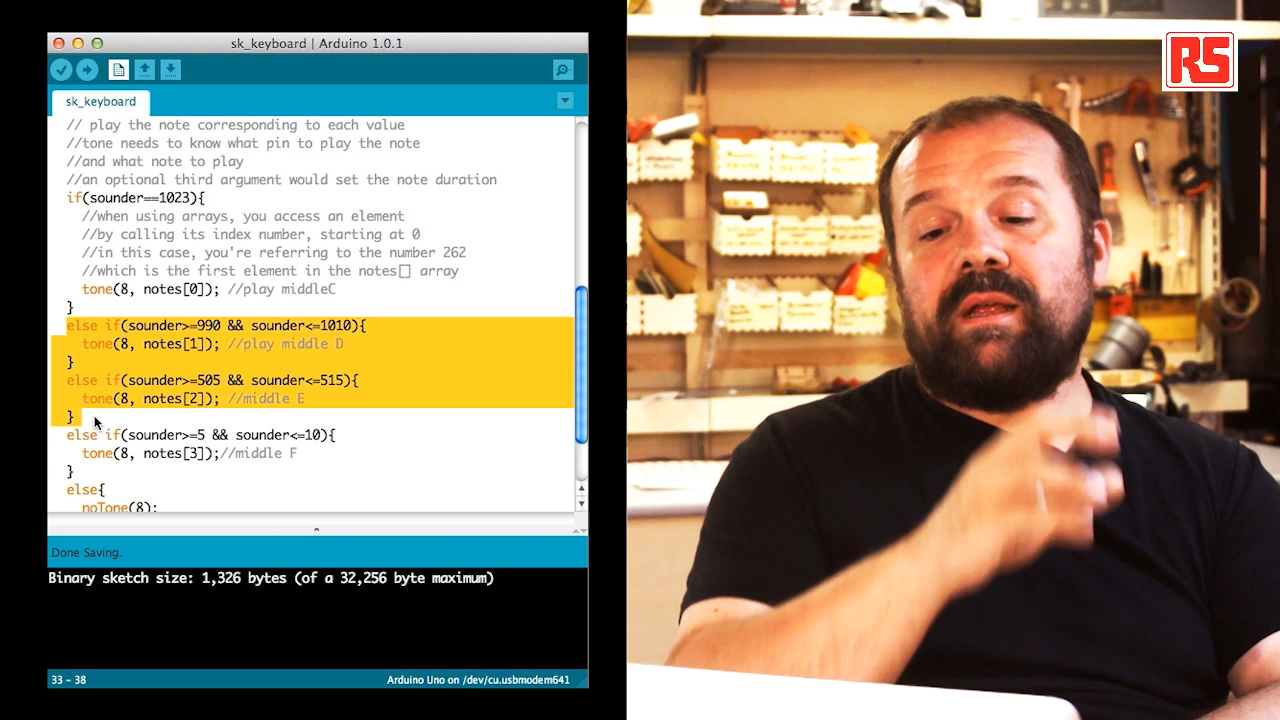 sk_keyboard | Arduino 1.0.1
sk_keyboard
// play the note corresponding to each value
//tone needs to know what pin to play the note
//and what note to play
//an optional third argument would set the note duration
if(sounder==1023){
//when using arrays, you access an element
//by calling its index number, starting at 0
//in this case, you're referring to the number 262
//which is the first element in the notes[] array
tone(8, notes[0]); //play middleC
}
else if(sounder>=990 && sounder<=1010){
tone(8, notes[1]); //play middle D
}
else if(sounder>=505 && sounder<=515){
tone(8, notes[2]); //middle E
}
else if(sounder>=5 && sounder<=10){
tone(8, notes[3]);//middle F
}
else{
noTone(8);
Done Saving.
Binary sketch size: 1,326 bytes (of a 32,256 byte maximum)
33 - 38
Arduino Uno on /dev/cu.usbmodem641
RS